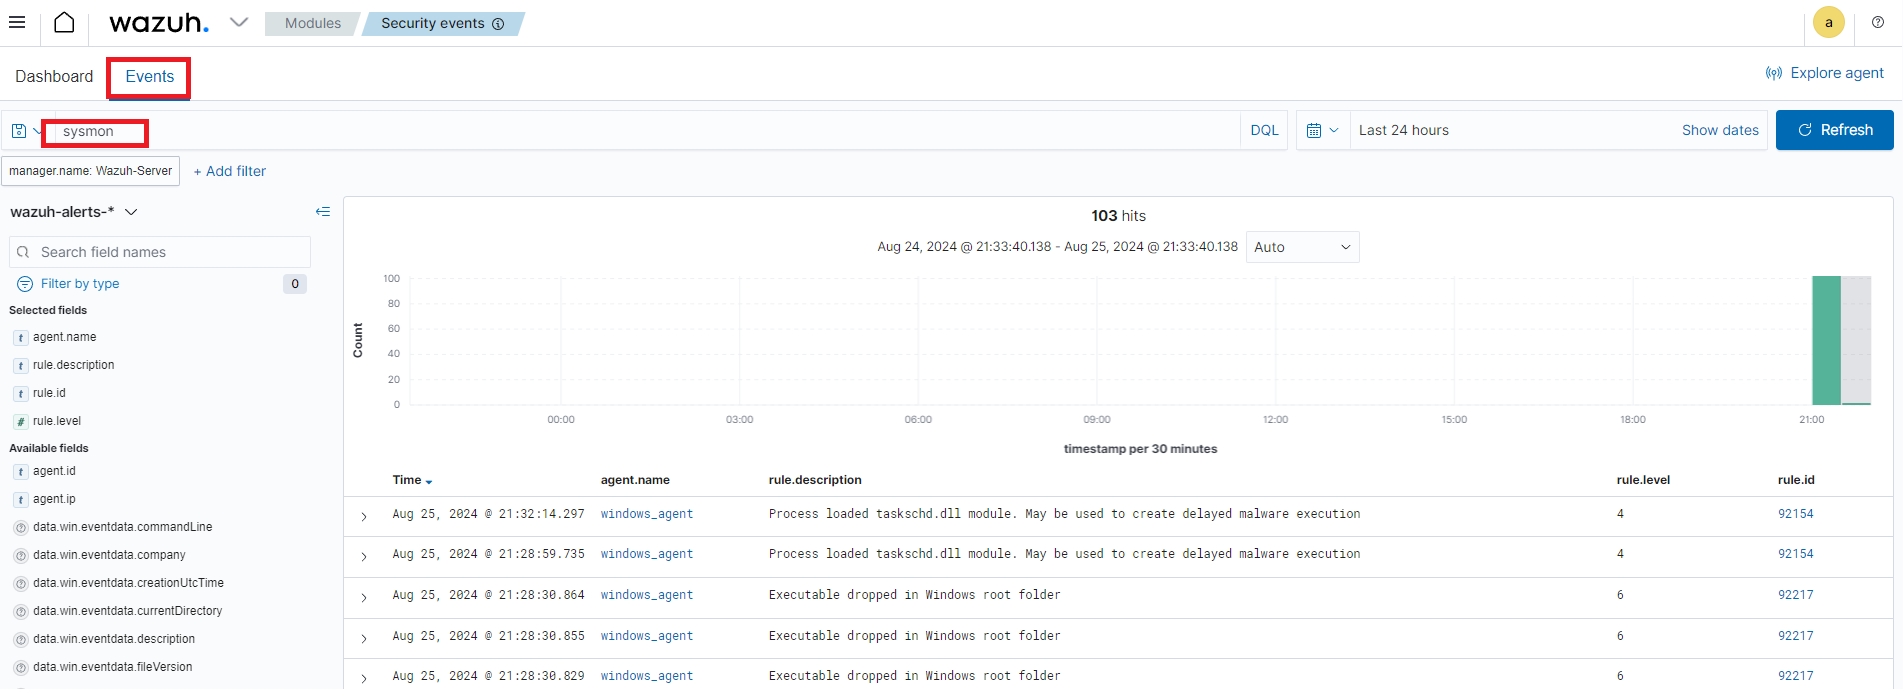 wazuh. Modules Security events a
Dashboard Events Explore agent
sysmon DQL Last 24 hours Show dates Refresh
manager.name: Wazuh-Server + Add filter
wazuh-alerts-*
Search field names
Filter by type 0
Selected fields
t agent.name
t rule.description
t rule.id
# rule.level
Available fields
t agent.id
t agent.ip
data.win.eventdata.commandLine
data.win.eventdata.company
data.win.eventdata.creationUtcTime
data.win.eventdata.currentDirectory
data.win.eventdata.description
data.win.eventdata.fileVersion
103 hits
Aug 24, 2024 @ 21:33:40.138 - Aug 25, 2024 @ 21:33:40.138 Auto
Count
100
80
60
40
20
0
00:00 03:00 06:00 09:00 12:00 15:00 18:00 21:00
timestamp per 30 minutes
Time agent.name rule.description rule.level rule.id
Aug 25, 2024 @ 21:32:14.297 windows_agent Process loaded taskschd.dll module. May be used to create delayed malware execution 4 92154
Aug 25, 2024 @ 21:28:59.735 windows_agent Process loaded taskschd.dll module. May be used to create delayed malware execution 4 92154
Aug 25, 2024 @ 21:28:30.864 windows_agent Executable dropped in Windows root folder 6 92217
Aug 25, 2024 @ 21:28:30.855 windows_agent Executable dropped in Windows root folder 6 92217
Aug 25, 2024 @ 21:28:30.829 windows_agent Executable dropped in Windows root folder 6 92217